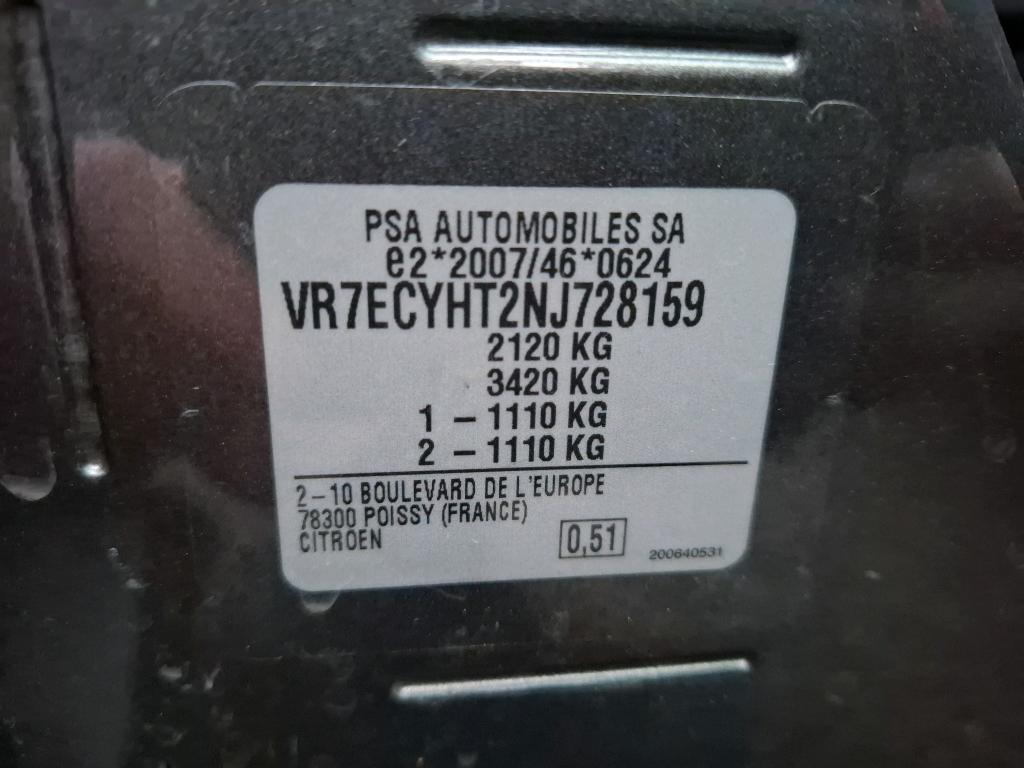 PSA AUTOMOBILES SA
e2*2007/46*0624
VR7ECYHT2NJ728159
2120 KG
3420 KG
1 – 1110 KG
2 – 1110 KG
2–10 BOULEVARD DE L'EUROPE
78300 POISSY (FRANCE)
CITROEN
0,51
200640531